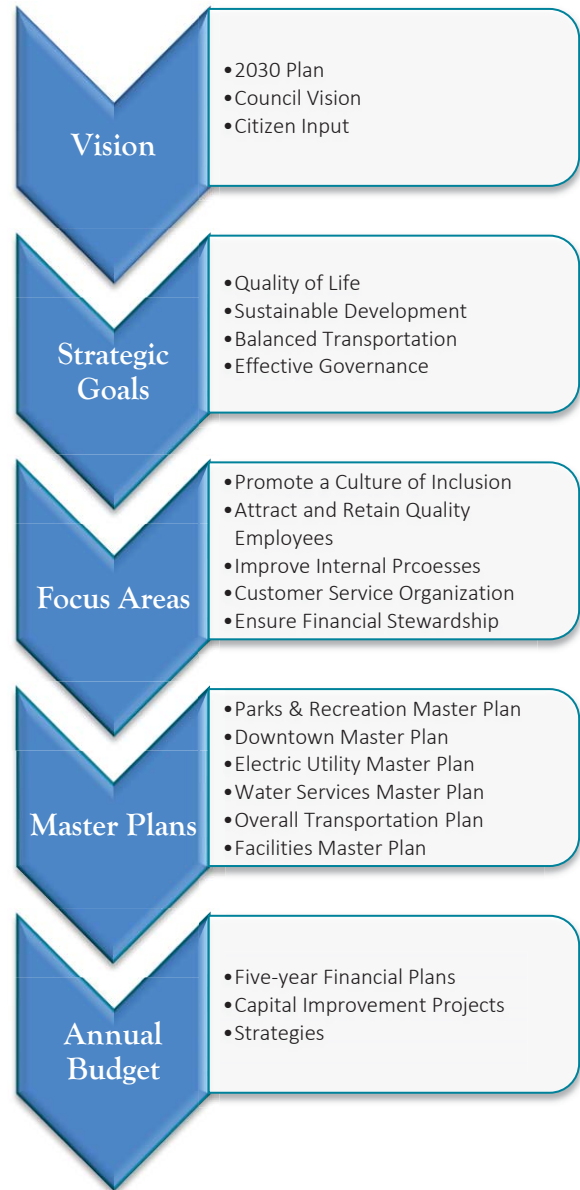 Vision
•2030 Plan
•Council Vision
•Citizen Input
Strategic
Goals
•Quality of Life
•Sustainable Development
•Balanced Transportation
•Effective Governance
Focus Areas
•Promote a Culture of Inclusion
•Attract and Retain Quality
Employees
•Improve Internal Prcoesses
•Customer Service Organization
•Ensure Financial Stewardship
Master Plans
•Parks & Recreation Master Plan
•Downtown Master Plan
•Electric Utility Master Plan
•Water Services Master Plan
•Overall Transportation Plan
•Facilities Master Plan
Annual
Budget
•Five-year Financial Plans
•Capital Improvement Projects
•Strategies